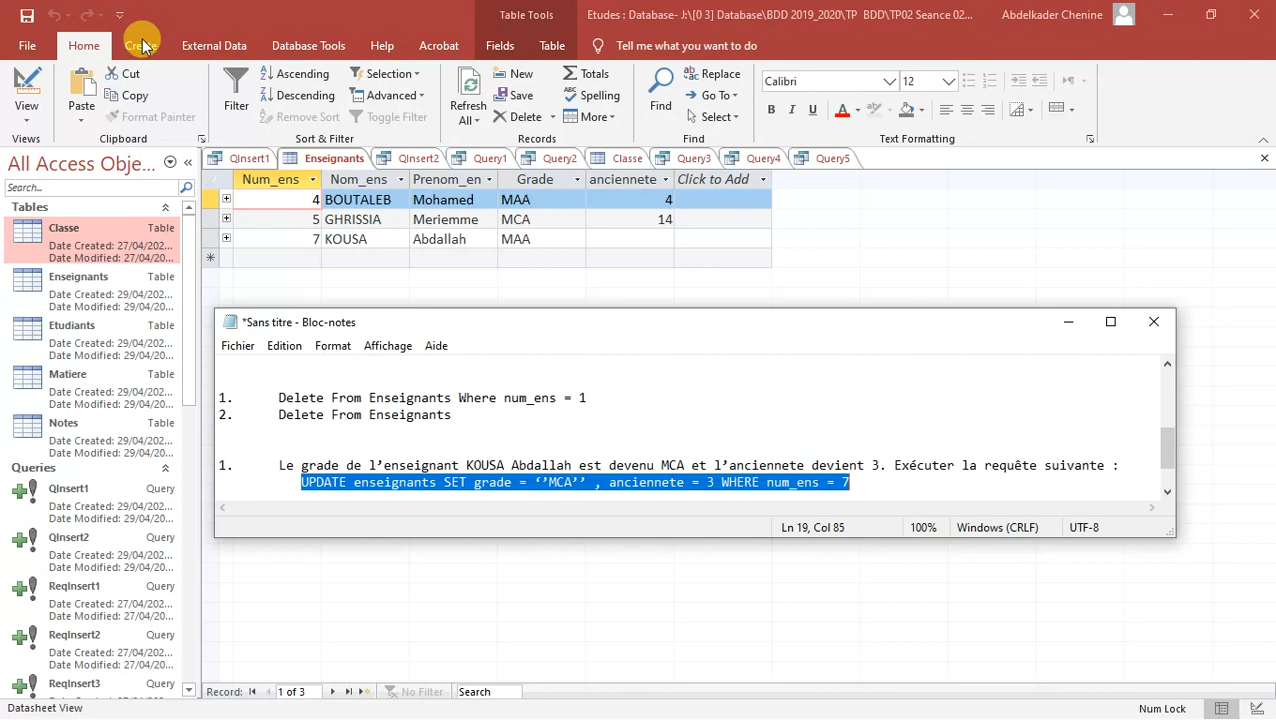 Table Tools
Etudes : Database- J:\[0 3] Database\BDD 2019_2020\TP BDD\TP02 Seance 02...
Abdelkader Chenine
File Home Create External Data Database Tools Help Acrobat Fields Table Tell me what you want to do
View
Views
Paste
Cut
Copy
Format Painter
Clipboard
Filter
Ascending
Descending
Remove Sort
Selection
Advanced
Toggle Filter
Sort & Filter
Refresh
All
New
Save
Delete
Totals
Spelling
More
Records
Find
Replace
Go To
Select
Find
Calibri 12
B I U A
Text Formatting
All Access Obje...
Search...
Tables
Classe Table
Date Created: 27/04/202...
Date Modified: 27/04/20...
Enseignants Table
Date Created: 29/04/202...
Date Modified: 29/04/20...
Etudiants Table
Date Created: 29/04/202...
Date Modified: 29/04/20...
Matiere Table
Date Created: 29/04/202...
Date Modified: 29/04/20...
Notes Table
Date Created: 29/04/202...
Date Modified: 29/04/20...
Queries
QInsert1 Query
Date Created: 29/04/202...
Date Modified: 29/04/20...
QInsert2 Query
Date Created: 29/04/202...
Date Modified: 29/04/20...
ReqInsert1 Query
Date Created: 27/04/202...
Date Modified: 27/04/20...
ReqInsert2 Query
Date Created: 27/04/202...
Date Modified: 27/04/20...
ReqInsert3 Query
QInsert1 Enseignants QInsert2 Query1 Query2 Classe Query3 Query4 Query5
Num_ens Nom_ens Prenom_en Grade anciennete Click to Add
4 BOUTALEB Mohamed MAA 4
5 GHRISSIA Meriemme MCA 14
7 KOUSA Abdallah MAA
*Sans titre - Bloc-notes
Fichier Edition Format Affichage Aide
1. Delete From Enseignants Where num_ens = 1
2. Delete From Enseignants
1. Le grade de l’enseignant KOUSA Abdallah est devenu MCA et l’anciennete devient 3. Exécuter la requête suivante :
UPDATE enseignants SET grade = ‘’MCA’’ , anciennete = 3 WHERE num_ens = 7
Ln 19, Col 85 100% Windows (CRLF) UTF-8
Record: 1 of 3 No Filter Search
Datasheet View
Num Lock